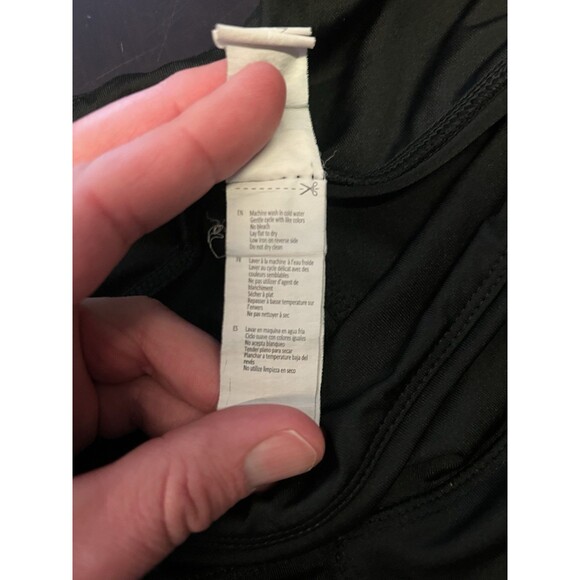 EN Machine wash in cold water
Gentle cycle with like colors
No bleach
Lay flat to dry
Low iron on reverse side
Do not dry clean
FR Laver à la machine à l'eau froide
Laver au cycle délicat avec des
couleurs semblables
Ne pas utiliser d'agent de
blanchiment
Sécher à plat
Repasser à basse température sur
l'envers
Ne pas nettoyer à sec
ES Lavar en maquina en agua fria
Ciclo suave con colores iguales
No acepta blanqueo
Tender plano para secar
Planchar a temperatura baja del
revés
No utilice limpieza en seco